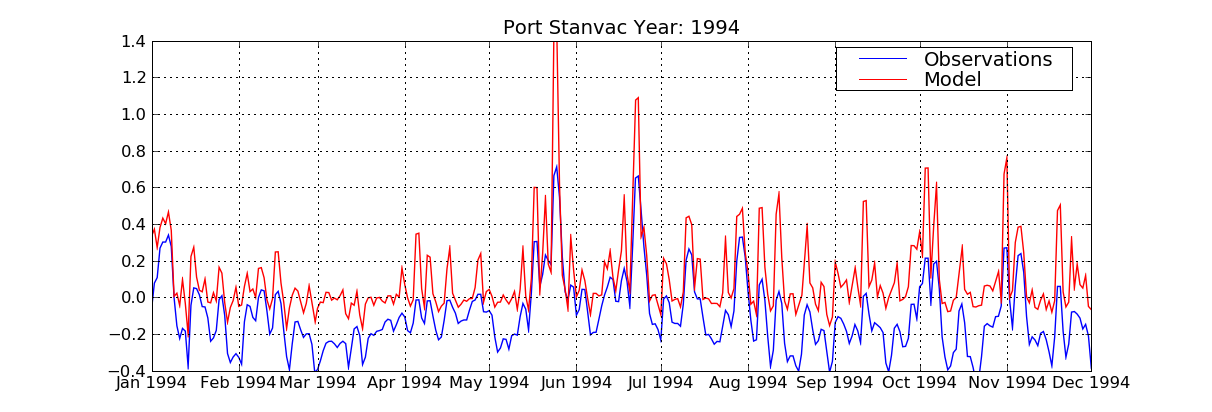 Port Stanvac Year: 1994
Observations
Model
1.4
1.2
1.0
0.8
0.6
0.4
0.2
0.0
−0.2
−0.4
Jan 1994 Feb 1994 Mar 1994 Apr 1994 May 1994 Jun 1994 Jul 1994 Aug 1994 Sep 1994 Oct 1994 Nov 1994 Dec 1994